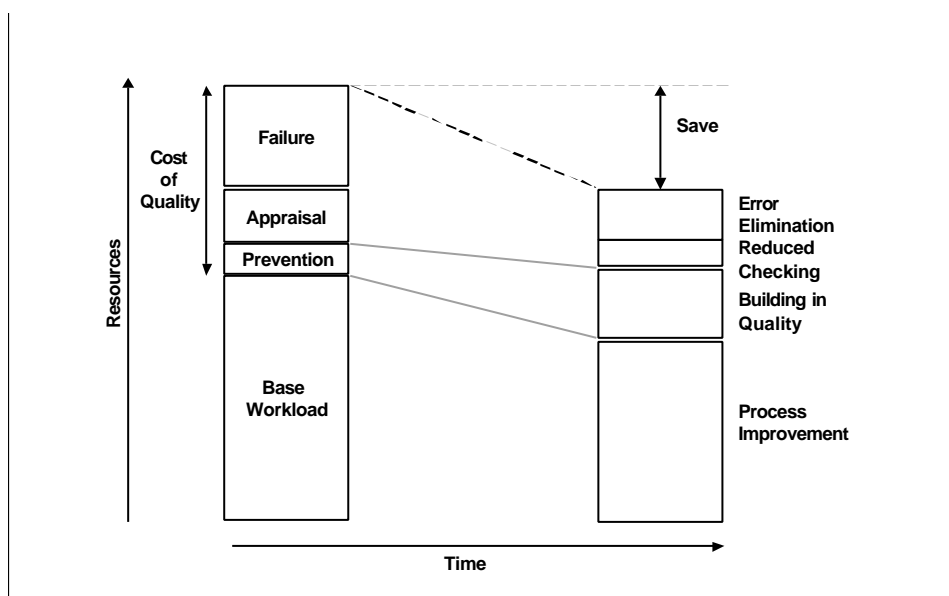 Failure
Save
Cost
of
Quality
Appraisal
Error
Elimination
Prevention
Reduced
Checking
Resources
Building in
Quality
Base
Workload
Process
Improvement
Time